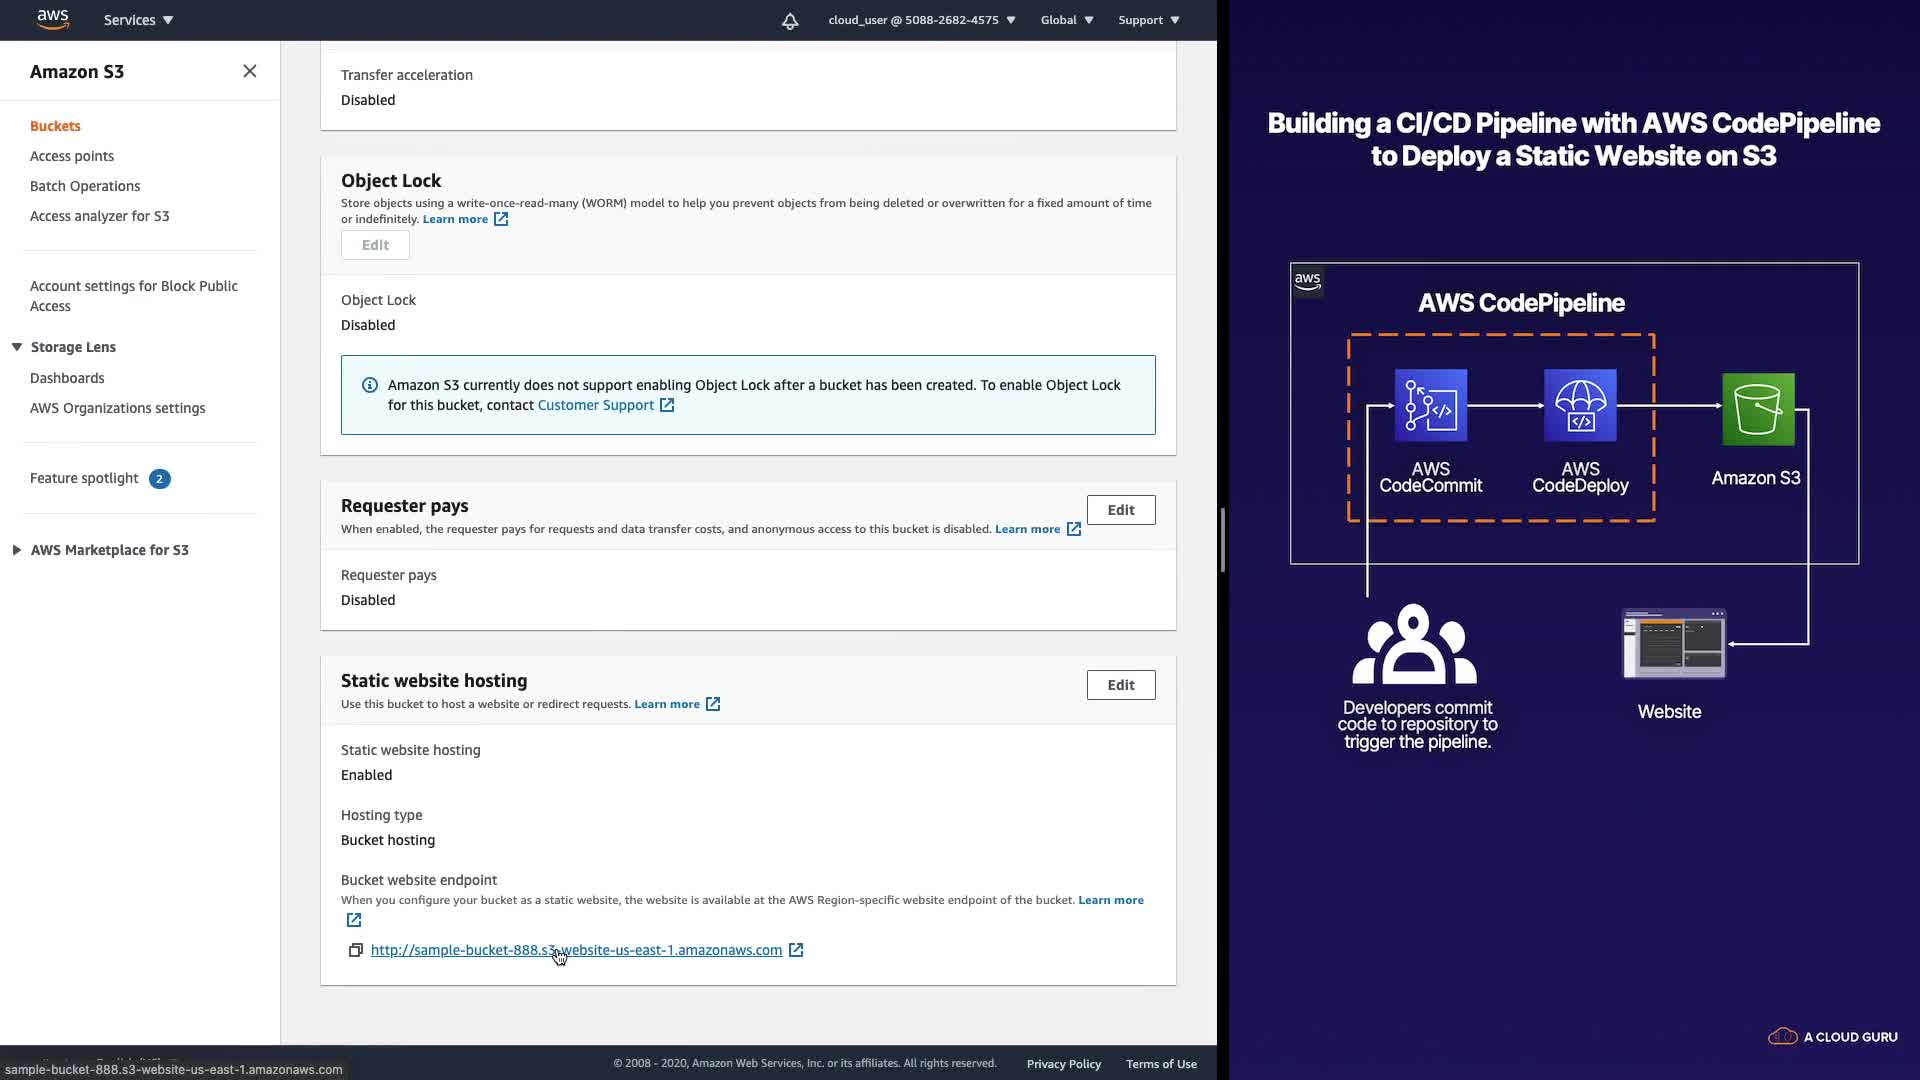 aws
Services
cloud_user @ 5088-2682-4575
Global
Support
Amazon S3
Buckets
Access points
Batch Operations
Access analyzer for S3
Account settings for Block Public
Access
Storage Lens
Dashboards
AWS Organizations settings
Feature spotlight 2
AWS Marketplace for S3
Transfer acceleration
Disabled
Object Lock
Store objects using a write-once-read-many (WORM) model to help you prevent objects from being deleted or overwritten for a fixed amount of time
or indefinitely. Learn more
Edit
Object Lock
Disabled
Amazon S3 currently does not support enabling Object Lock after a bucket has been created. To enable Object Lock
for this bucket, contact Customer Support
Requester pays
Edit
When enabled, the requester pays for requests and data transfer costs, and anonymous access to this bucket is disabled. Learn more
Requester pays
Disabled
Static website hosting
Edit
Use this bucket to host a website or redirect requests. Learn more
Static website hosting
Enabled
Hosting type
Bucket hosting
Bucket website endpoint
When you configure your bucket as a static website, the website is available at the AWS Region-specific website endpoint of the bucket. Learn more
http://sample-bucket-888.s3-website-us-east-1.amazonaws.com
sample-bucket-888.s3-website-us-east-1.amazonaws.com
© 2008 - 2020, Amazon Web Services, Inc. or its affiliates. All rights reserved.
Privacy Policy
Terms of Use
Building a CI/CD Pipeline with AWS CodePipeline
to Deploy a Static Website on S3
aws
AWS CodePipeline
AWS
CodeCommit
AWS
CodeDeploy
Amazon S3
Developers commit
code to repository to
trigger the pipeline.
Website
A CLOUD GURU